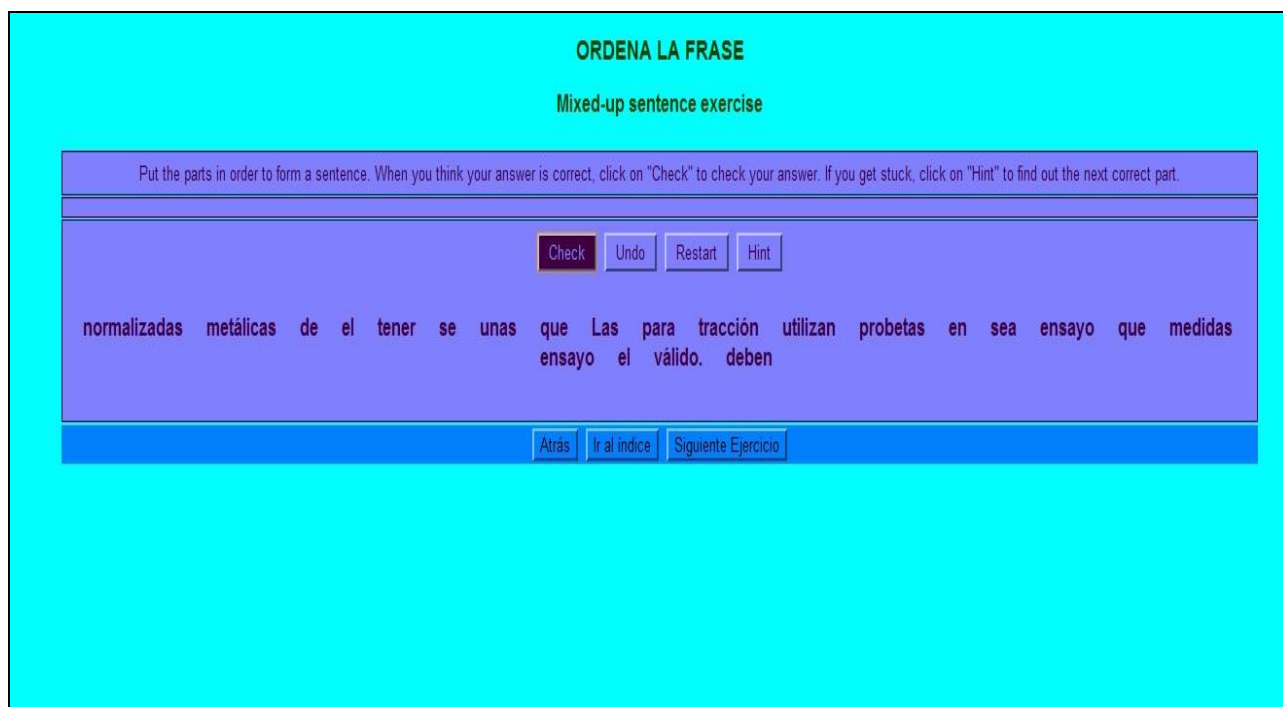 ORDENA LA FRASE
Mixed-up sentence exercise
Put the parts in order to form a sentence. When you think your answer is correct, click on "Check" to check your answer. If you get stuck, click on "Hint" to find out the next correct part.
Check Undo Restart Hint
normalizadas metálicas de el tener se unas que Las para tracción utilizan probetas en sea ensayo que medidas
ensayo el válido. deben
Atrás Ir al índice Siguiente Ejercicio